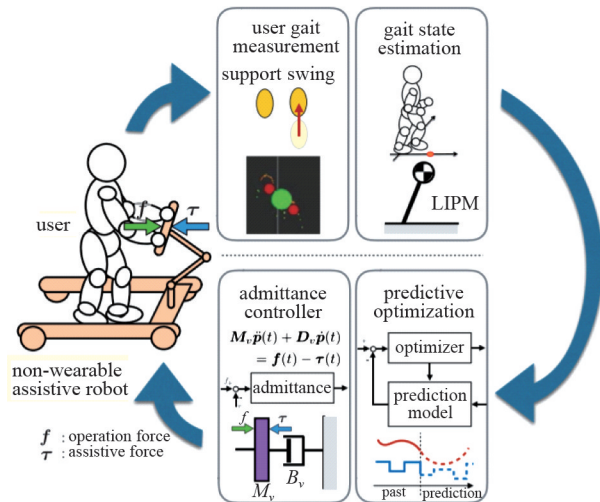 user gait
measurement
support swing
gait state
estimation
LIPM
f
τ
user
non-wearable
assistive robot
f : operation force
τ : assistive force
admittance
controller
M_v p̈(t) + D_v ṗ(t)
= f(t) − τ(t)
admittance
f
τ
B_v
M_v
predictive
optimization
optimizer
prediction
model
past
prediction